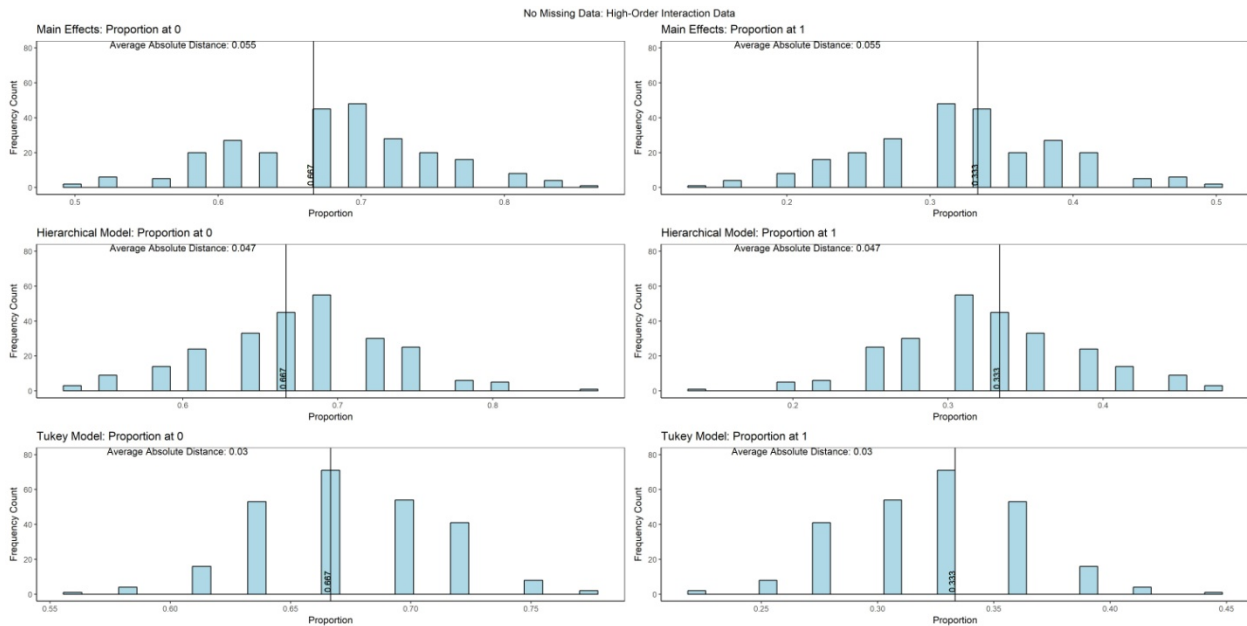 No Missing Data: High-Order Interaction Data
Main Effects: Proportion at 0
Average Absolute Distance: 0.055
80
60
40
20
0
Frequency Count
0.667
0.5
0.6
0.7
0.8
Proportion
Main Effects: Proportion at 1
Average Absolute Distance: 0.055
80
60
40
20
0
Frequency Count
0.333
0.2
0.3
0.4
0.5
Proportion
Hierarchical Model: Proportion at 0
Average Absolute Distance: 0.047
80
60
40
20
0
Frequency Count
0.667
0.6
0.7
0.8
Proportion
Hierarchical Model: Proportion at 1
Average Absolute Distance: 0.047
80
60
40
20
0
Frequency Count
0.333
0.2
0.3
0.4
Proportion
Tukey Model: Proportion at 0
Average Absolute Distance: 0.03
80
60
40
20
0
Frequency Count
0.667
0.55
0.60
0.65
0.70
0.75
Proportion
Tukey Model: Proportion at 1
Average Absolute Distance: 0.03
80
60
40
20
0
Frequency Count
0.333
0.25
0.30
0.35
0.40
0.45
Proportion